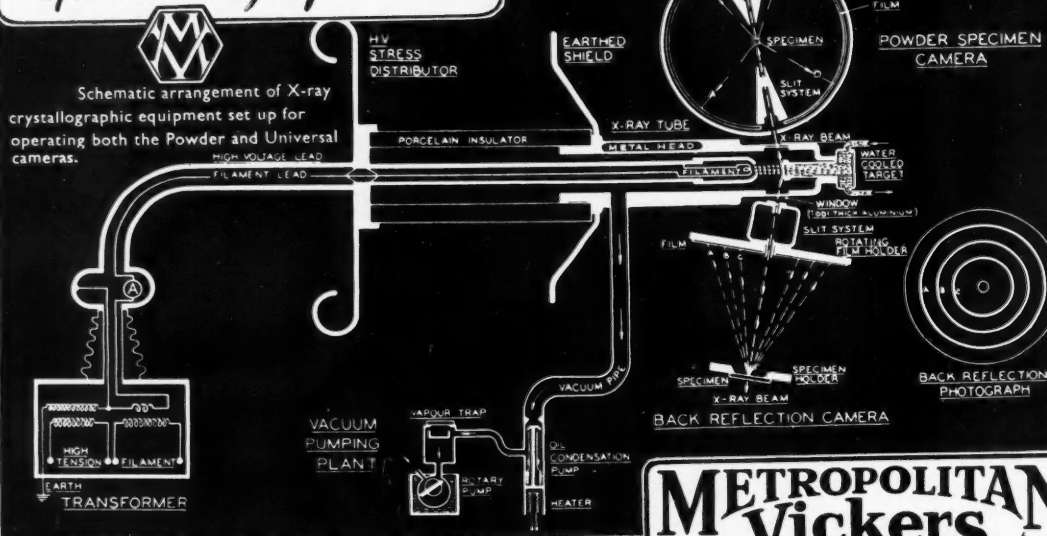 FILM
SPECIMEN
POWDER SPECIMEN
CAMERA
SLIT
SYSTEM
HV
STRESS
DISTRIBUTOR
EARTHED
SHIELD
Schematic arrangement of X-ray
crystallographic equipment set up for
operating both the Powder and Universal
cameras.
HIGH VOLTAGE LEAD
FILAMENT LEAD
PORCELAIN INSULATOR
X-RAY TUBE
METAL HEAD
X-RAY BEAM
FILAMENT
WATER
COOLED
TARGET
WINDOW
(·001 THICK ALUMINIUM)
SLIT SYSTEM
FILM
ROTATING
FILM HOLDER
A B C
A
A B C
VACUUM PIPE
SPECIMEN
SPECIMEN
HOLDER
X-RAY BEAM
BACK REFLECTION CAMERA
BACK REFLECTION
PHOTOGRAPH
VACUUM
PUMPING
PLANT
VAPOUR TRAP
ROTARY
PUMP
OIL
CONDENSATION
PUMP
HEATER
HIGH
TENSION
FILAMENT
EARTH
TRANSFORMER
METROPOLITAN
Vickers